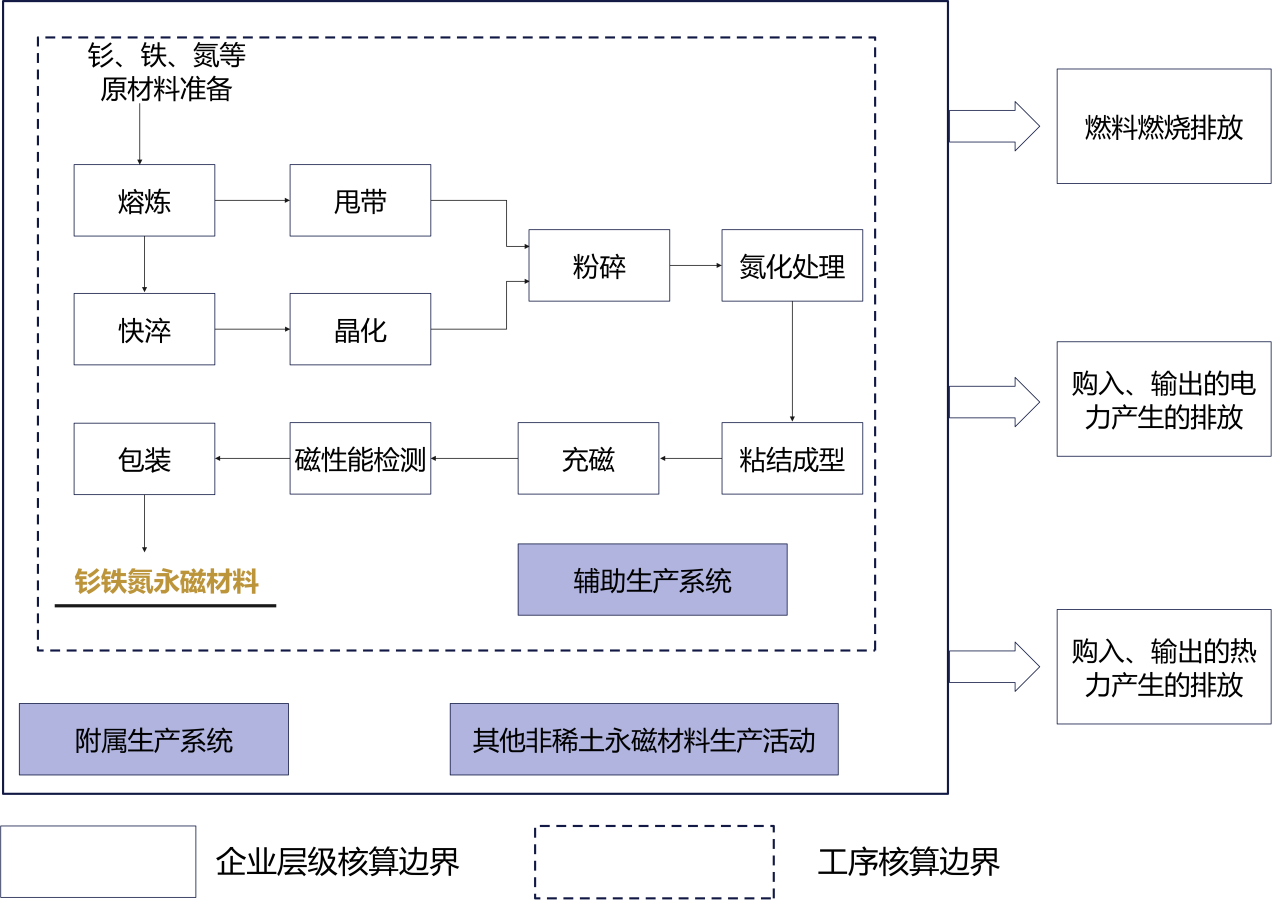 钐、铁、氮等
原材料准备
燃料燃烧排放
熔炼
甩带
粉碎
氮化处理
快淬
晶化
购入、输出的电
力产生的排放
包装
磁性能检测
充磁
粘结成型
钐铁氮永磁材料
辅助生产系统
购入、输出的热
力产生的排放
附属生产系统
其他非稀土永磁材料生产活动
企业层级核算边界
工序核算边界